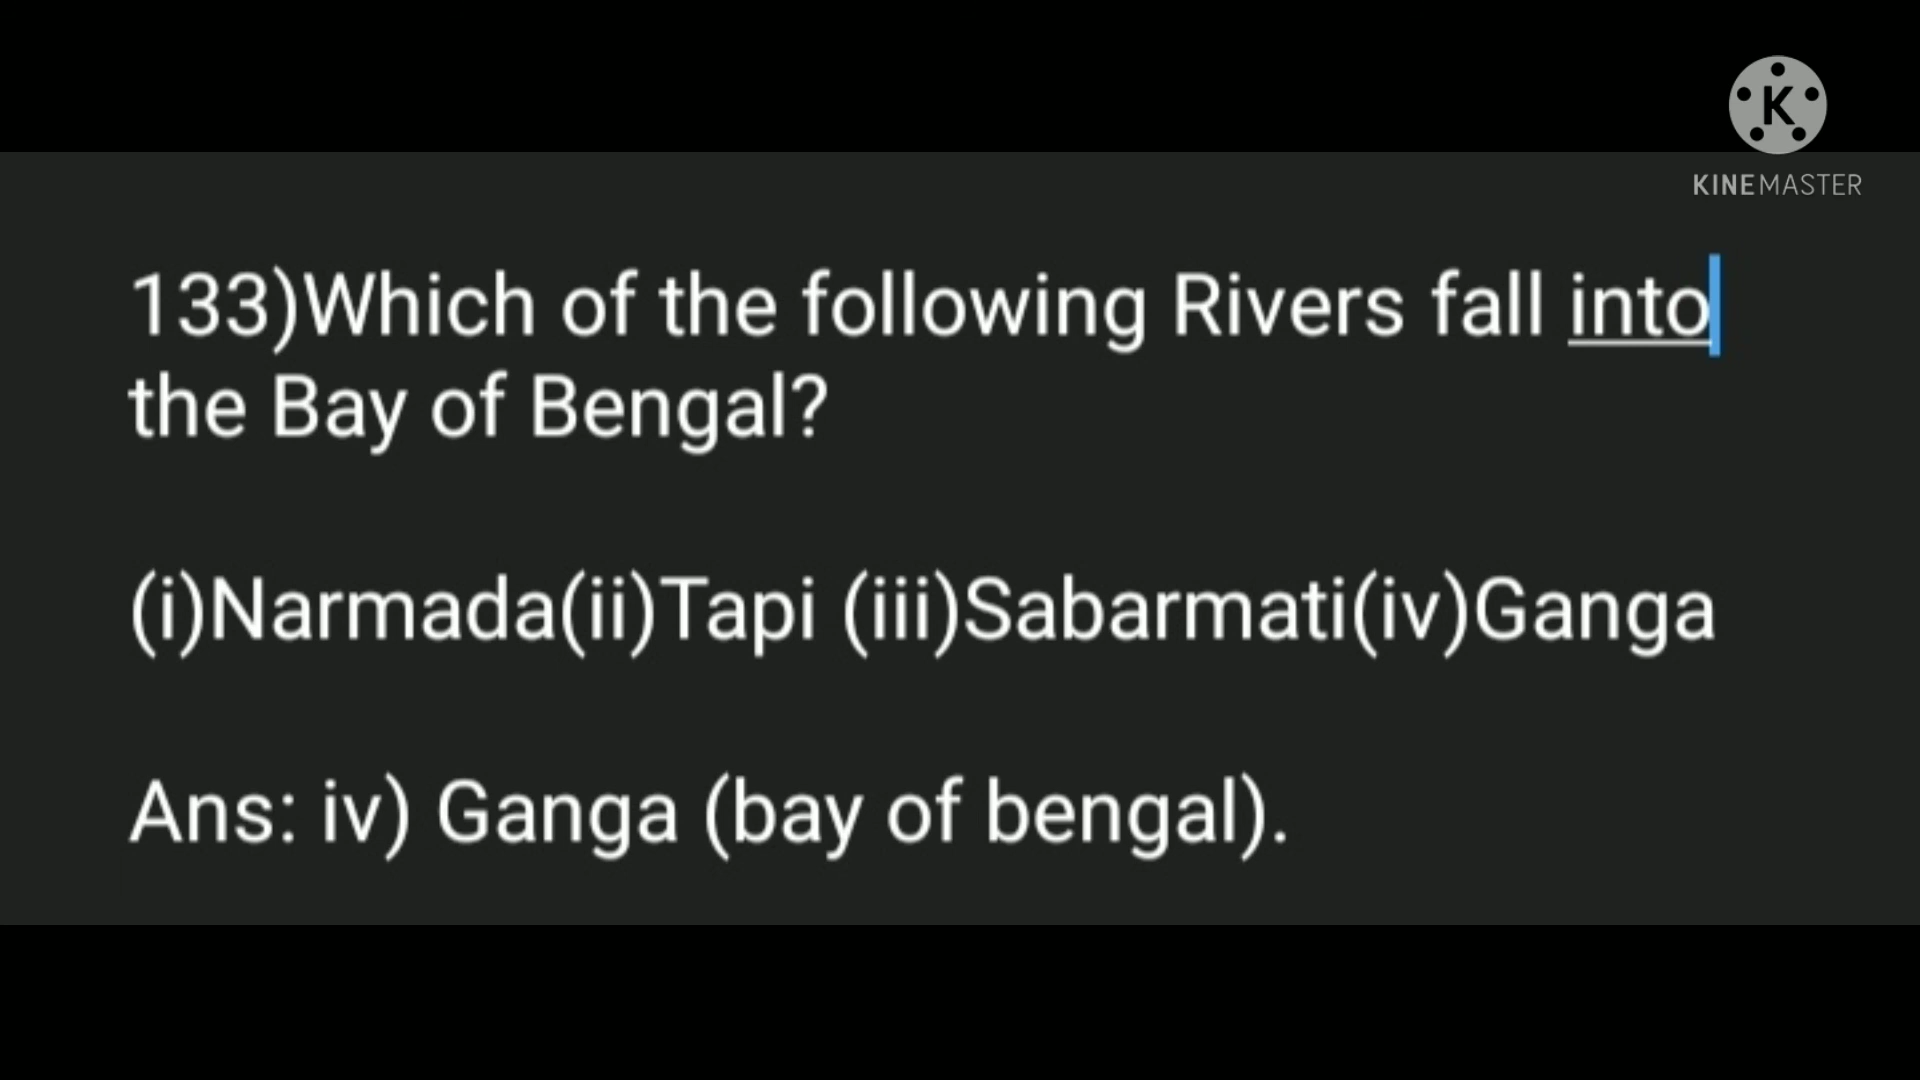 K
KINEMASTER
133)Which of the following Rivers fall into
the Bay of Bengal?
(i)Narmada(ii)Tapi (iii)Sabarmati(iv)Ganga
Ans: iv) Ganga (bay of bengal).